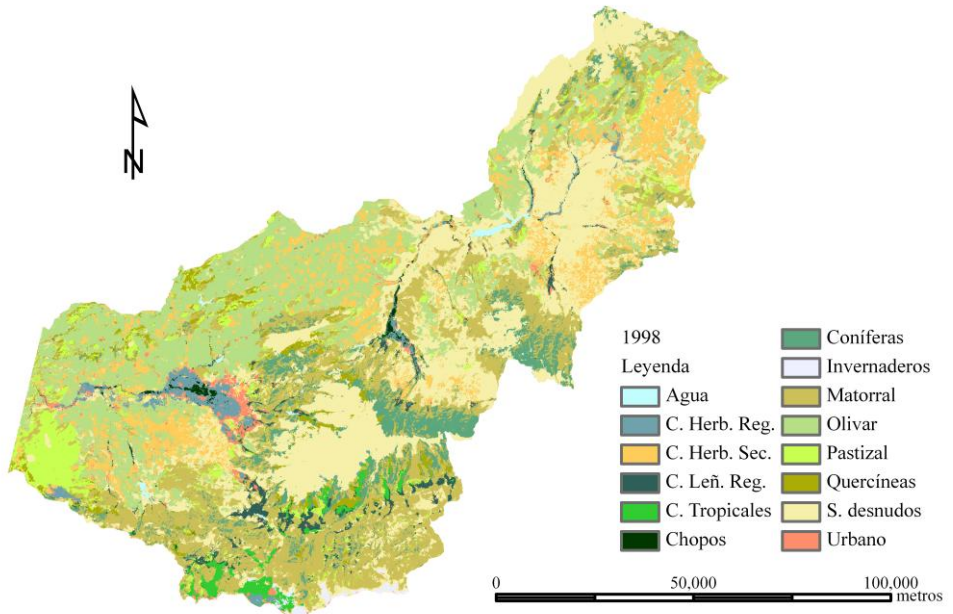 N
1998
Leyenda
Agua
C. Herb. Reg.
C. Herb. Sec.
C. Leñ. Reg.
C. Tropicales
Chopos
Coníferas
Invernaderos
Matorral
Olivar
Pastizal
Quercíneas
S. desnudos
Urbano
0 50,000 100,000
metros